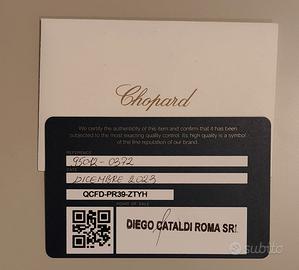 Chopard
We certify the authenticity of this item and confirm that it has been
subjected to the most exacting quality control. Its high quality is a symbol
of the fine reputation of our brand.
REFERENCE
95012-0372
DATE
DICEMBRE 2023
QCFD-PR39-ZTYH
POINT OF SALE
DIEGO CATALDI ROMA SRL
subito